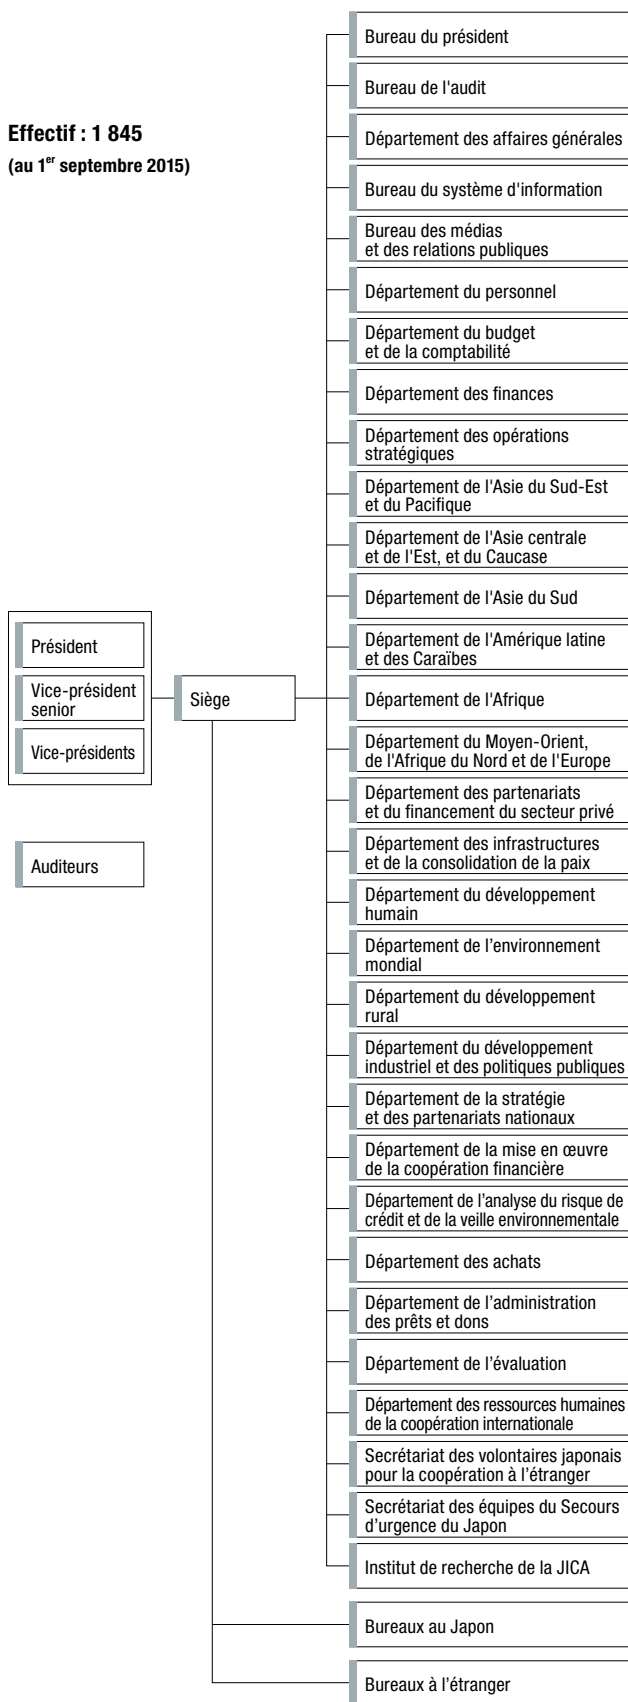 Effectif : 1 845
(au 1er septembre 2015)
Président
Vice-président
senior
Vice-présidents
Auditeurs
Siège
Bureau du président
Bureau de l'audit
Département des affaires générales
Bureau du système d'information
Bureau des médias
et des relations publiques
Département du personnel
Département du budget
et de la comptabilité
Département des finances
Département des opérations
stratégiques
Département de l'Asie du Sud-Est
et du Pacifique
Département de l'Asie centrale
et de l'Est, et du Caucase
Département de l'Asie du Sud
Département de l'Amérique latine
et des Caraïbes
Département de l'Afrique
Département du Moyen-Orient,
de l'Afrique du Nord et de l'Europe
Département des partenariats
et du financement du secteur privé
Département des infrastructures
et de la consolidation de la paix
Département du développement
humain
Département de l’environnement
mondial
Département du développement
rural
Département du développement
industriel et des politiques publiques
Département de la stratégie
et des partenariats nationaux
Département de la mise en œuvre
de la coopération financière
Département de l’analyse du risque de
crédit et de la veille environnementale
Département des achats
Département de l’administration
des prêts et dons
Département de l’évaluation
Département des ressources humaines
de la coopération internationale
Secrétariat des volontaires japonais
pour la coopération à l’étranger
Secrétariat des équipes du Secours
d’urgence du Japon
Institut de recherche de la JICA
Bureaux au Japon
Bureaux à l’étranger